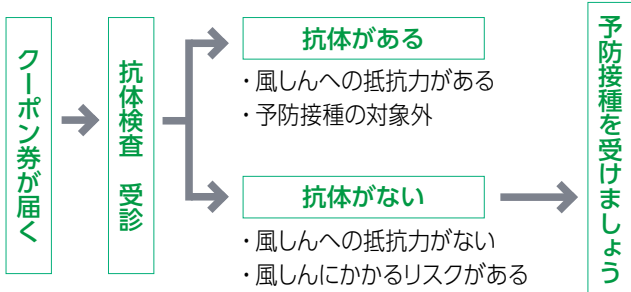 クーポン券が届く
抗体検査　受診
抗体がある
・風しんへの抵抗力がある
・予防接種の対象外
抗体がない
・風しんへの抵抗力がない
・風しんにかかるリスクがある
予防接種を受けましょう